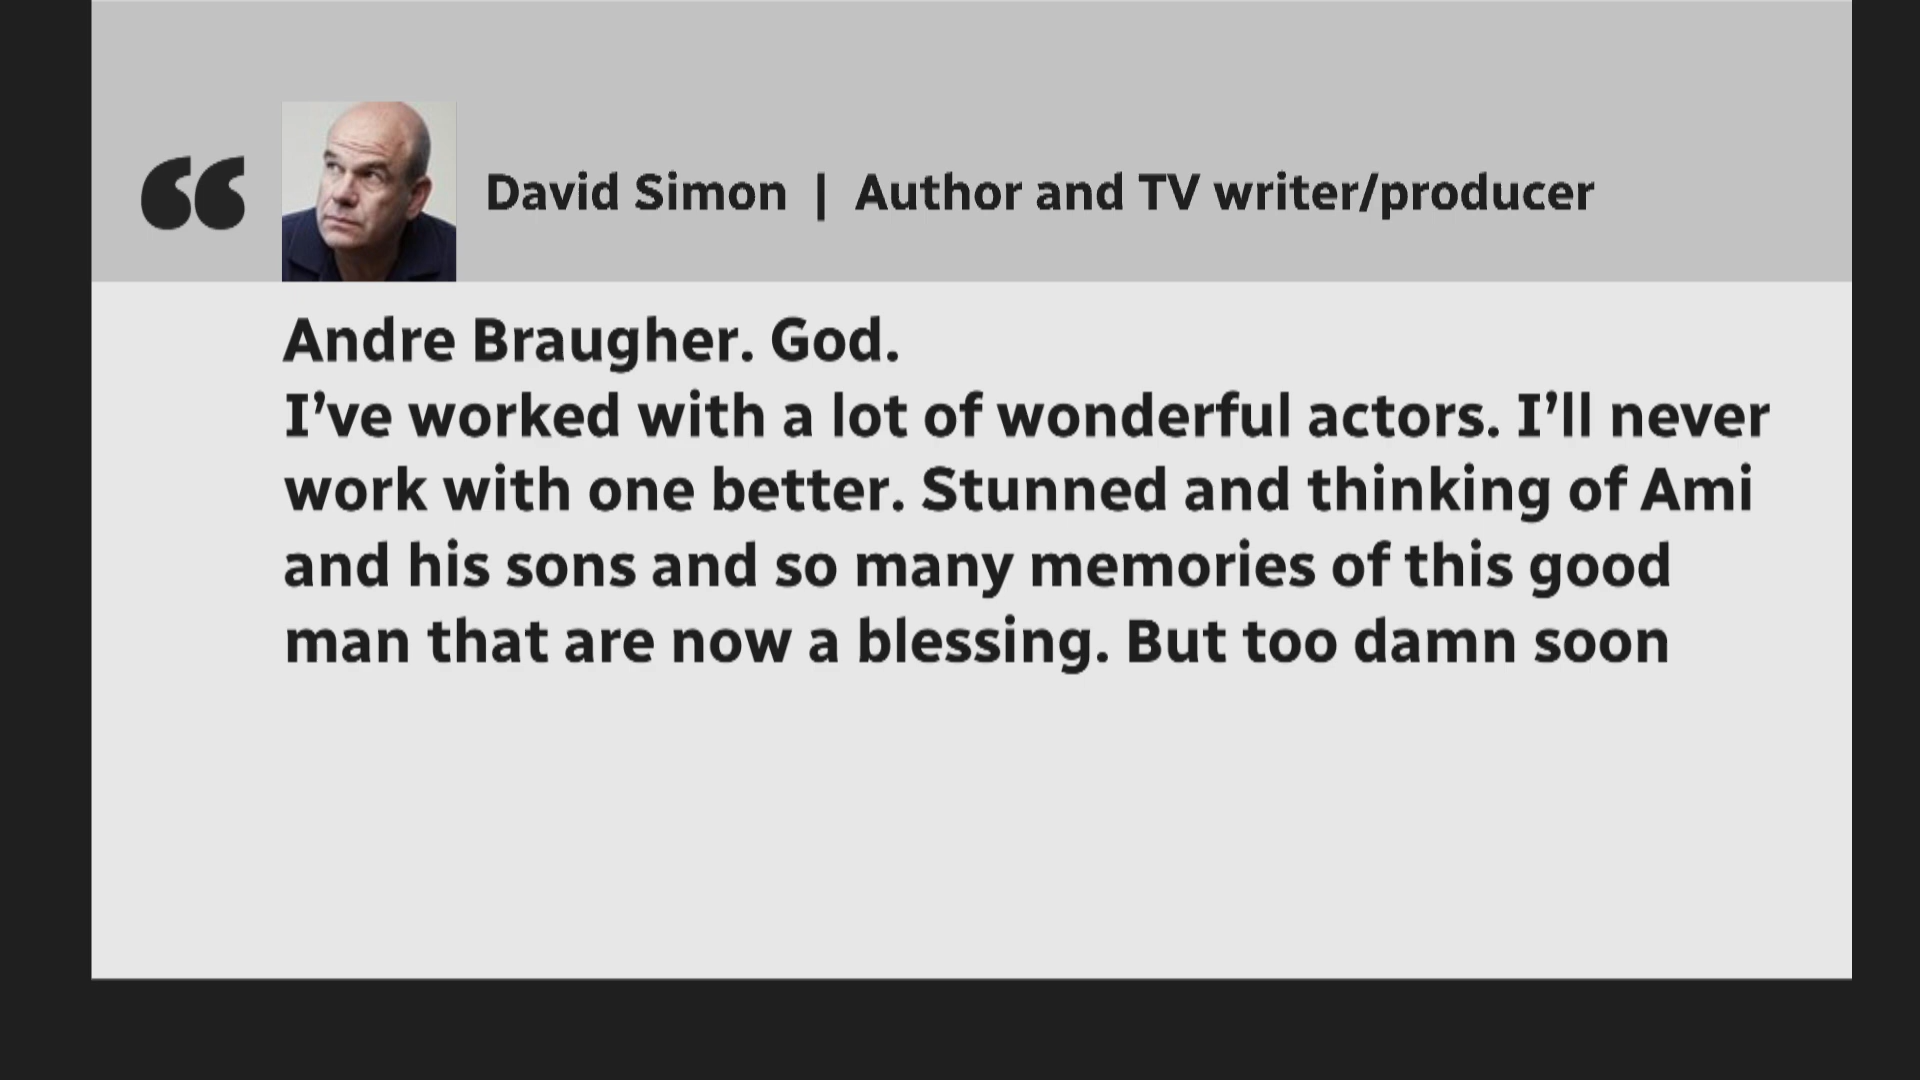 David Simon | Author and TV writer/producer
Andre Braugher. God.
I’ve worked with a lot of wonderful actors. I’ll never
work with one better. Stunned and thinking of Ami
and his sons and so many memories of this good
man that are now a blessing. But too damn soon